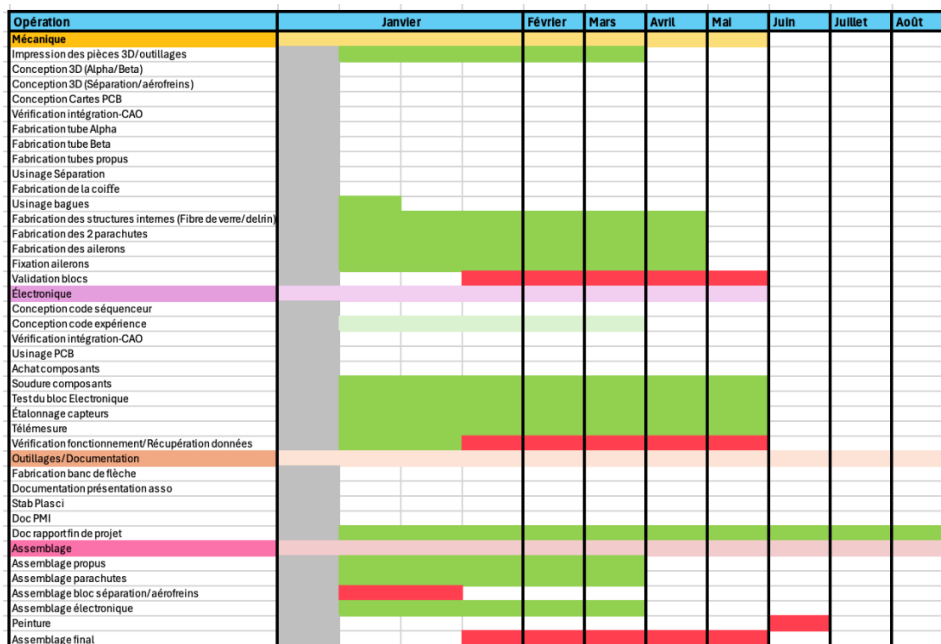 Opération Janvier Février Mars Avril Mai Juin Juillet Août
Mécanique
Impression des pièces 3D/outillages
Conception 3D (Alpha/Beta)
Conception 3D (Séparation/aérofreins)
Conception Cartes PCB
Vérification intégration-CAO
Fabrication tube Alpha
Fabrication tube Beta
Fabrication tubes propus
Usinage Séparation
Fabrication de la coiffe
Usinage bagues
Fabrication des structures internes (Fibre de verre/delrin)
Fabrication des 2 parachutes
Fabrication des ailerons
Fixation ailerons
Validation blocs
Électronique
Conception code séquenceur
Conception code expérience
Vérification intégration-CAO
Usinage PCB
Achat composants
Soudure composants
Test du bloc Electronique
Étalonnage capteurs
Télémesure
Vérification fonctionnement/Récupération données
Outillages/Documentation
Fabrication banc de flèche
Documentation présentation asso
Stab Plasci
Doc PMI
Doc rapport fin de projet
Assemblage
Assemblage propus
Assemblage parachutes
Assemblage bloc séparation/aérofreins
Assemblage électronique
Peinture
Assemblage final